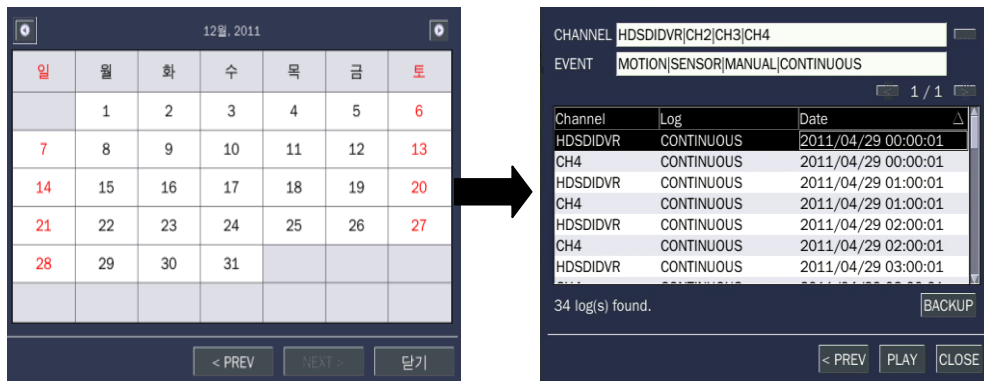 12월, 2011
일 월 화 수 목 금 토
1 2 3 4 5 6
7 8 9 10 11 12 13
14 15 16 17 18 19 20
21 22 23 24 25 26 27
28 29 30 31
< PREV NEXT > 닫기
CHANNEL HDSDIDVR|CH2|CH3|CH4
EVENT MOTION|SENSOR|MANUAL|CONTINUOUS
1 / 1
Channel Log Date
HDSDIDVR CONTINUOUS 2011/04/29 00:00:01
CH4 CONTINUOUS 2011/04/29 00:00:01
HDSDIDVR CONTINUOUS 2011/04/29 01:00:01
CH4 CONTINUOUS 2011/04/29 01:00:01
HDSDIDVR CONTINUOUS 2011/04/29 02:00:01
CH4 CONTINUOUS 2011/04/29 02:00:01
HDSDIDVR CONTINUOUS 2011/04/29 03:00:01
34 log(s) found. BACKUP
< PREV PLAY CLOSE